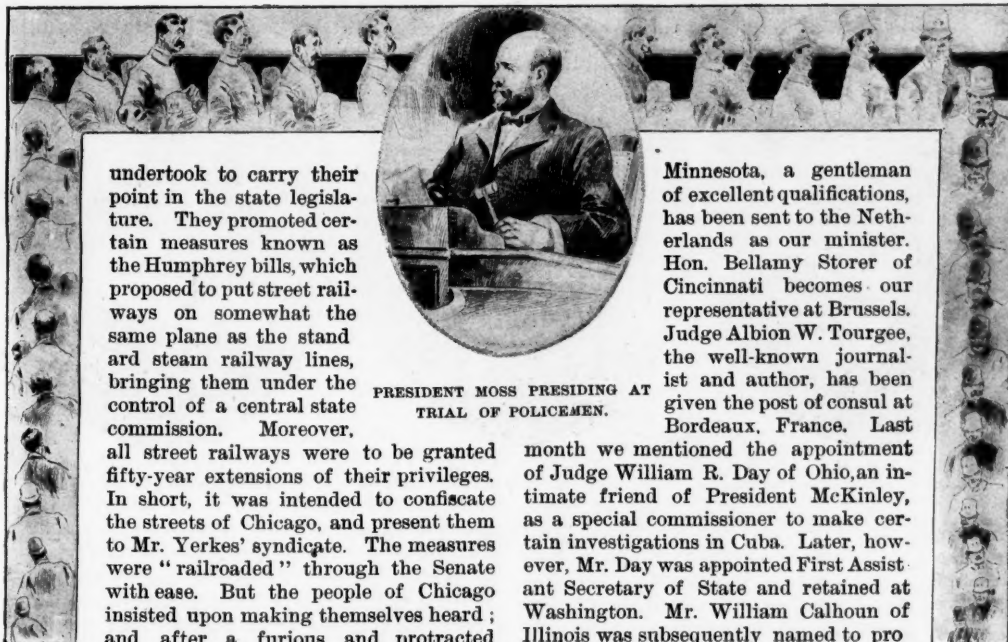 undertook to carry their
point in the state legisla-
ture. They promoted cer-
tain measures known as
the Humphrey bills, which
proposed to put street rail-
ways on somewhat the
same plane as the stand
ard steam railway lines,
bringing them under the
control of a central state
commission. Moreover,
all street railways were to be granted
fifty-year extensions of their privileges.
In short, it was intended to confiscate
the streets of Chicago, and present them
to Mr. Yerkes' syndicate. The measures
were "railroaded" through the Senate
with ease. But the people of Chicago
insisted upon making themselves heard ;
and after a furious and protracted
PRESIDENT MOSS PRESIDING AT
TRIAL OF POLICEMEN.
Minnesota, a gentleman
of excellent qualifications,
has been sent to the Neth-
erlands as our minister.
Hon. Bellamy Storer of
Cincinnati becomes our
representative at Brussels.
Judge Albion W. Tourgee,
the well-known journal-
ist and author, has been
given the post of consul at
Bordeaux, France. Last
month we mentioned the appointment
of Judge William R. Day of Ohio, an in-
timate friend of President McKinley,
as a special commissioner to make cer-
tain investigations in Cuba. Later, how-
ever, Mr. Day was appointed First Assist
ant Secretary of State and retained at
Washington. Mr. William Calhoun of
Illinois was subsequently named to pro